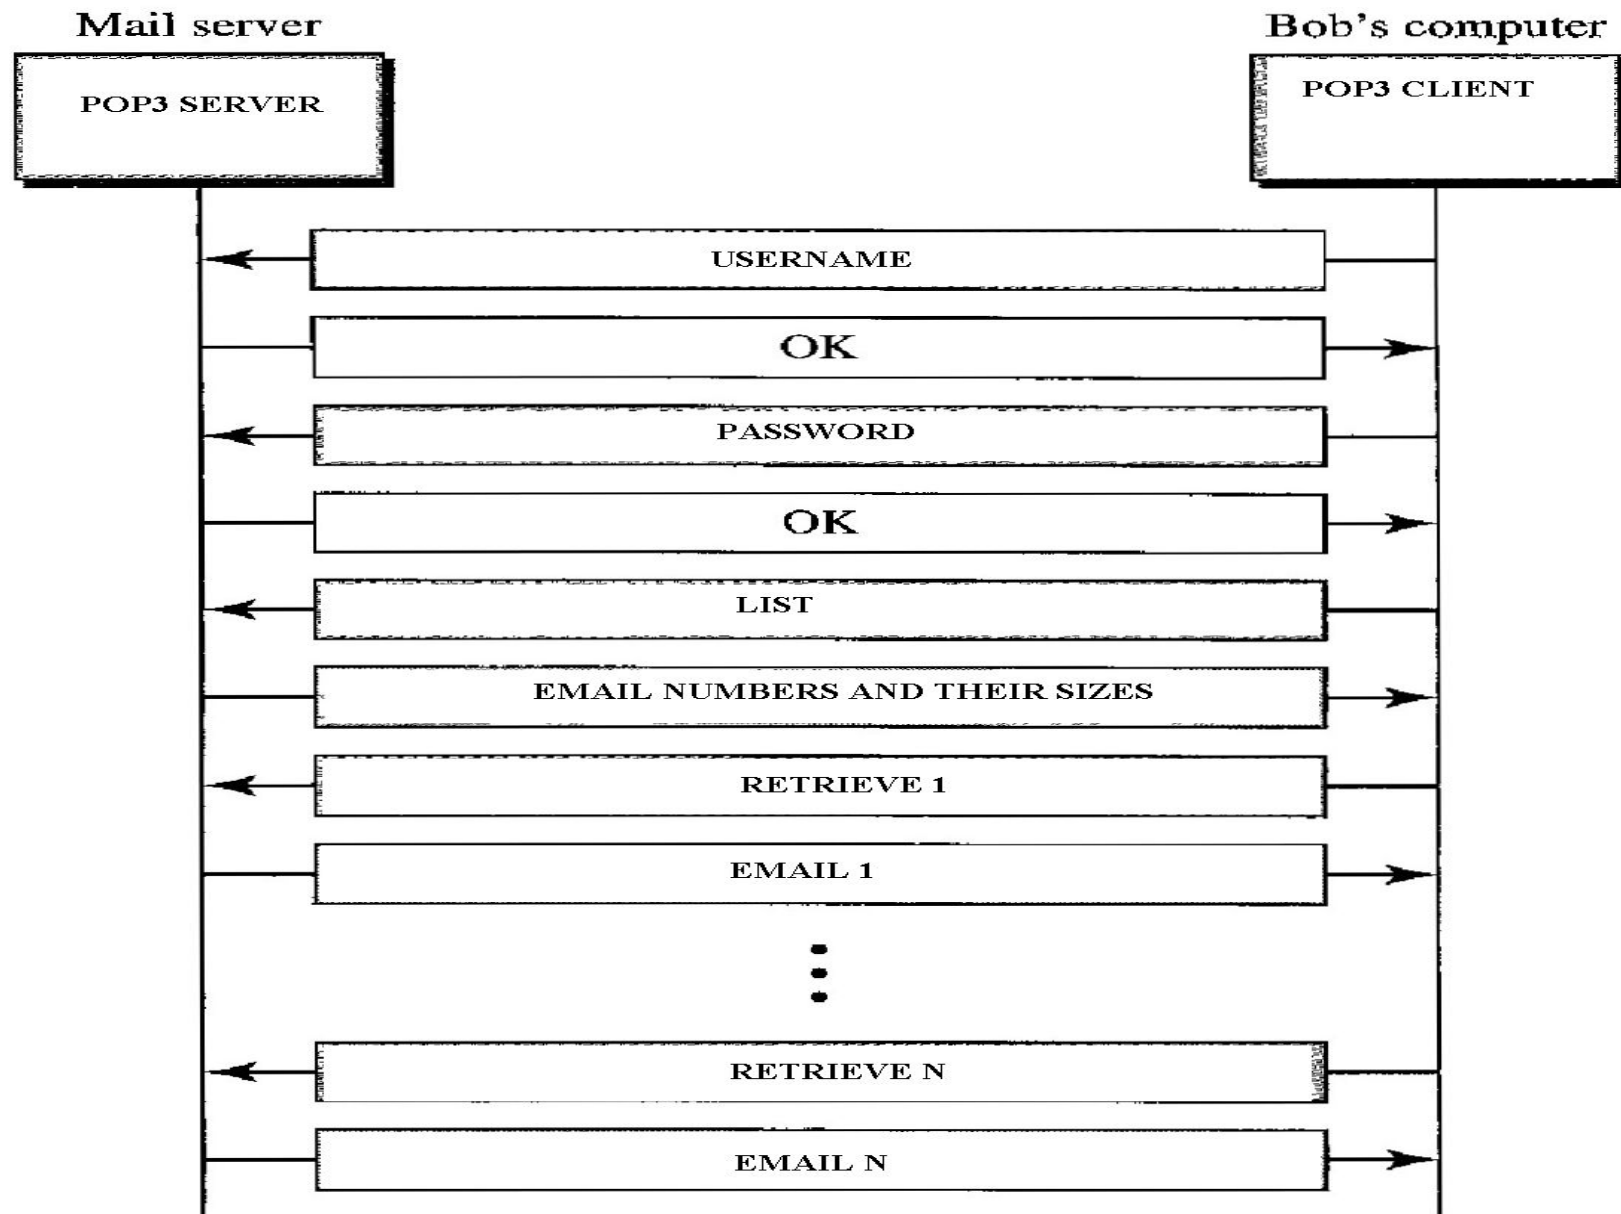 Mail server
Bob's computer
POP3 SERVER
POP3 CLIENT
USERNAME
OK
PASSWORD
OK
LIST
EMAIL NUMBERS AND THEIR SIZES
RETRIEVE 1
EMAIL 1
RETRIEVE N
EMAIL N